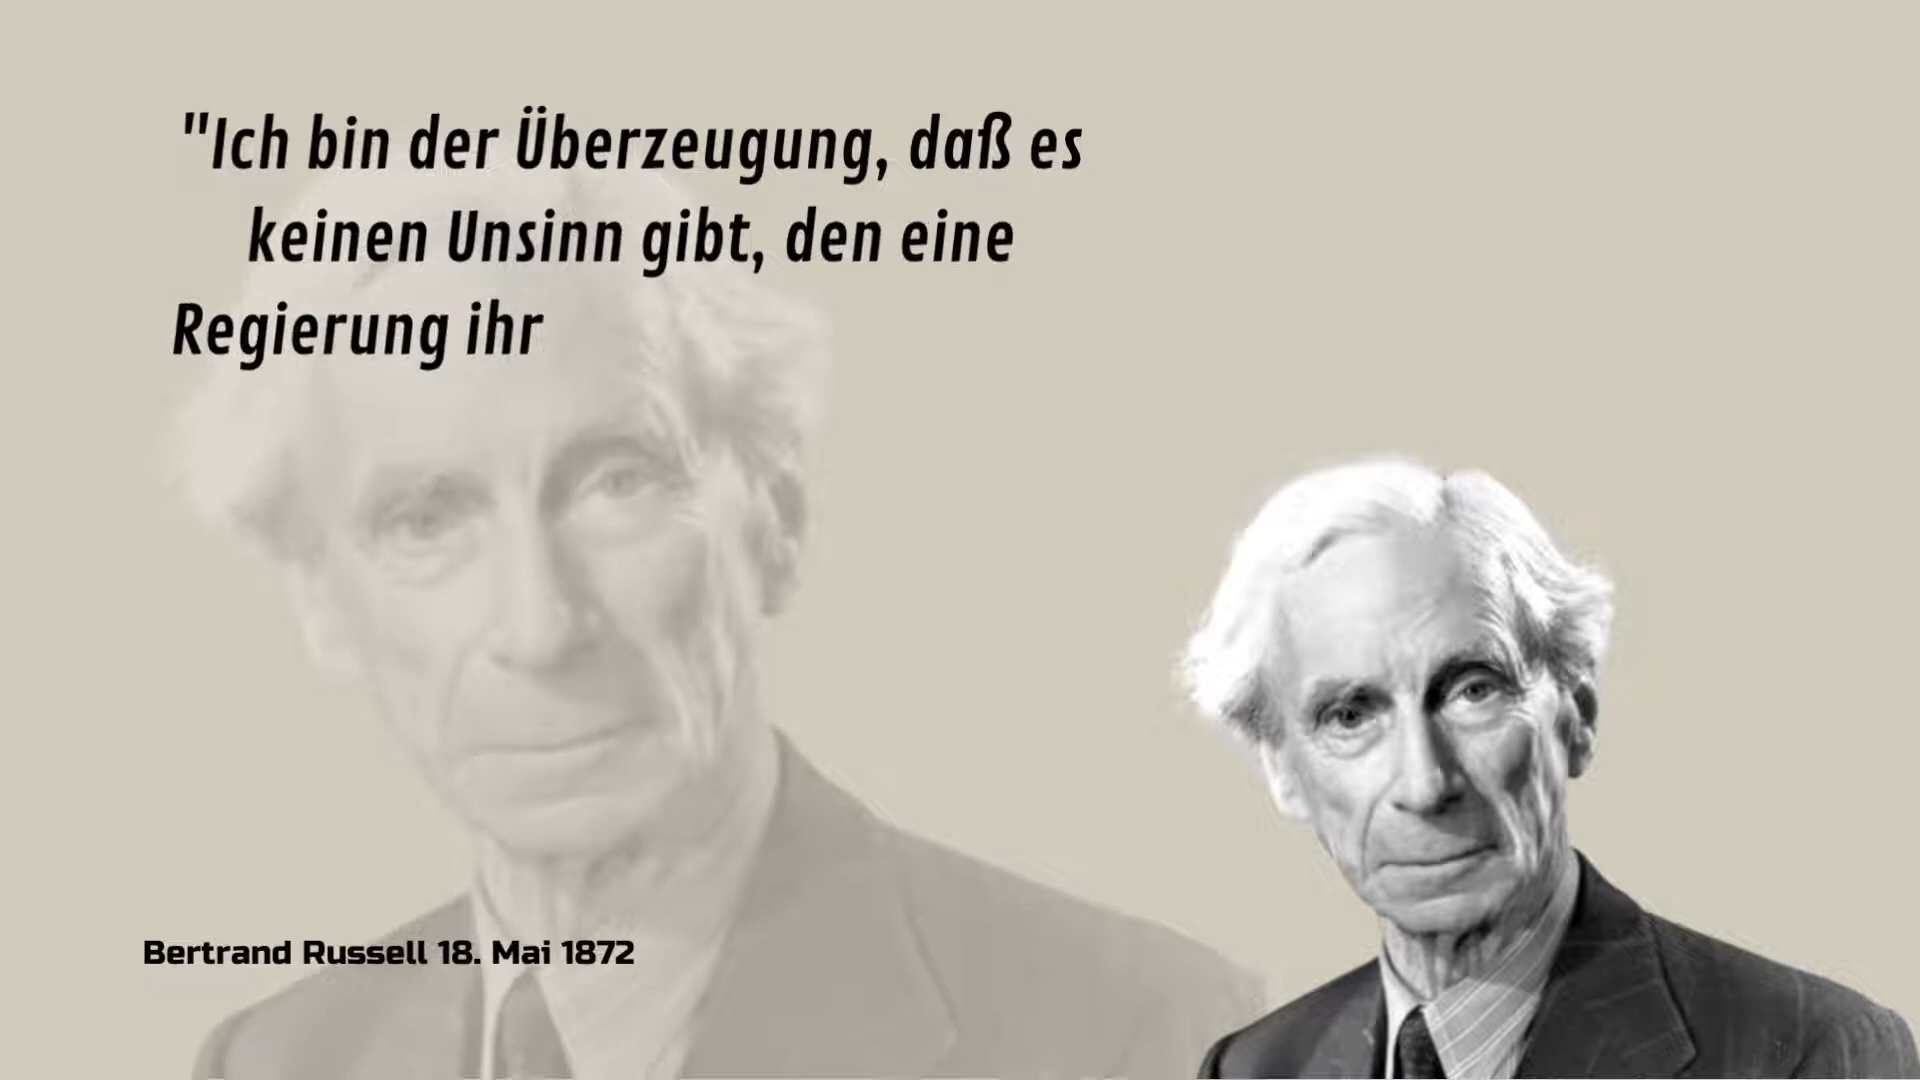 "Ich bin der Überzeugung, daß es
keinen Unsinn gibt, den eine
Regierung ihr
Bertrand Russell 18. Mai 1872